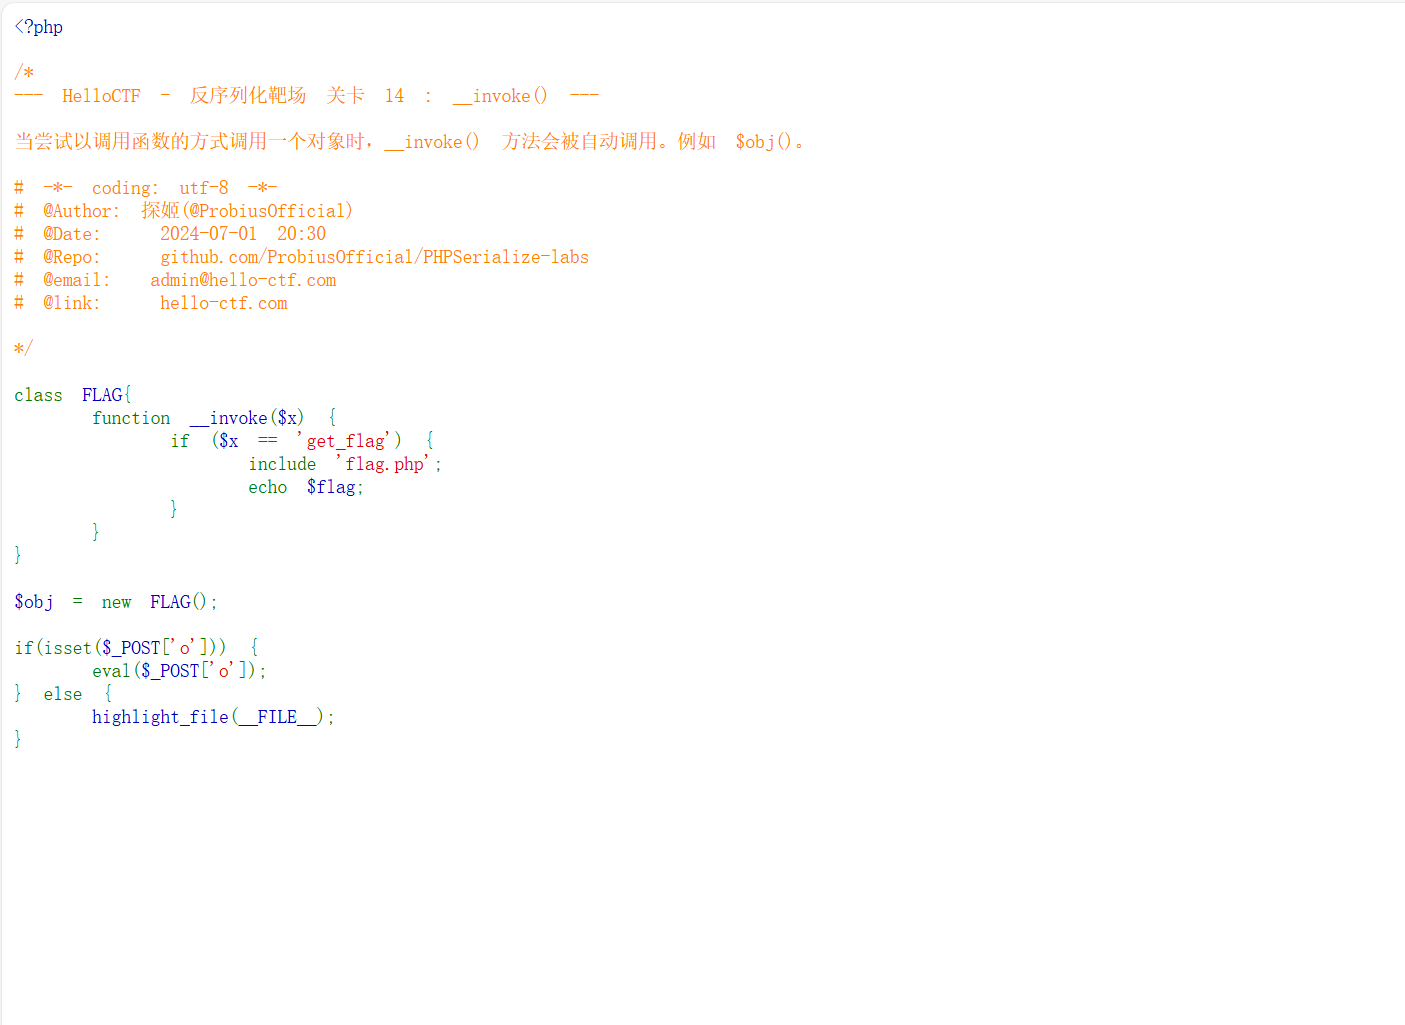 <?php
/*
--- HelloCTF - 反序列化靶场 关卡 14 : __invoke() ---
当尝试以调用函数的方式调用一个对象时，__invoke() 方法会被自动调用。例如 $obj()。
# -*- coding: utf-8 -*-
# @Author: 探姬(@ProbiusOfficial)
# @Date: 2024-07-01 20:30
# @Repo: github.com/ProbiusOfficial/PHPSerialize-labs
# @email: admin@hello-ctf.com
# @link: hello-ctf.com
*/
class FLAG{
function __invoke($x) {
if ($x == 'get_flag') {
include 'flag.php';
echo $flag;
}
}
}
$obj = new FLAG();
if(isset($_POST['o'])) {
eval($_POST['o']);
} else {
highlight_file(__FILE__);
}